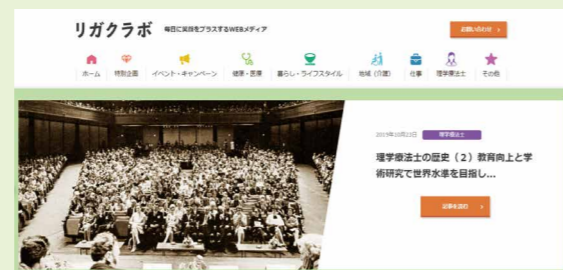 リガクラボ 毎日に笑顔をプラスするWEBメディア
お問い合わせ
ホーム 特別企画 イベント・キャンペーン 健康・医療 暮らし・ライフスタイル 地域（介護） 仕事 理学療法士 その他
2019年10月23日 理学療法士
理学療法士の歴史（2）教育向上と学
術研究で世界水準を目指し...
記事を読む